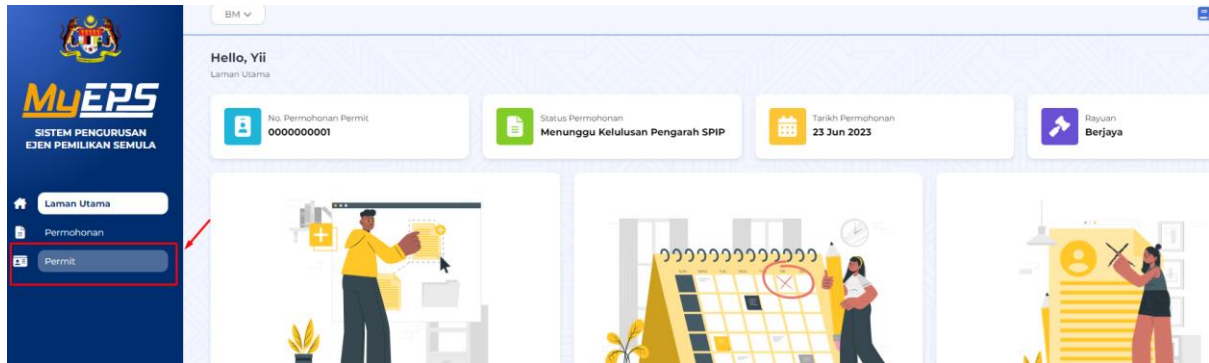 BM
Hello, Yii
Laman Utama
MyEPS
SISTEM PENGURUSAN
EJEN PEMILIKAN SEMULA
No. Permohonan Permit
0000000001
Status Permohonan
Menunggu Kelulusan Pengarah SPIP
Tarikh Permohonan
23 Jun 2023
Rayuan
Berjaya
Laman Utama
Permohonan
Permit